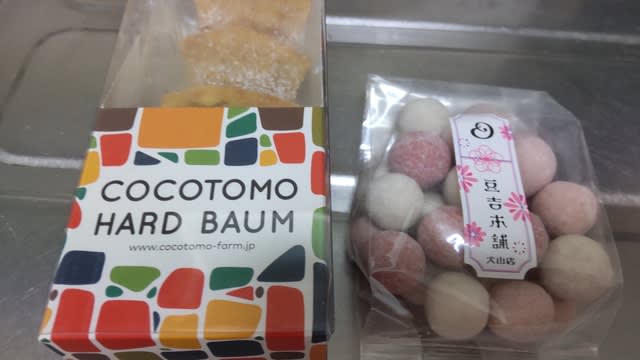 COCOTOMO
HARD BAUM
www.cocotomo-farm.jp
豆吉本舗
犬山店